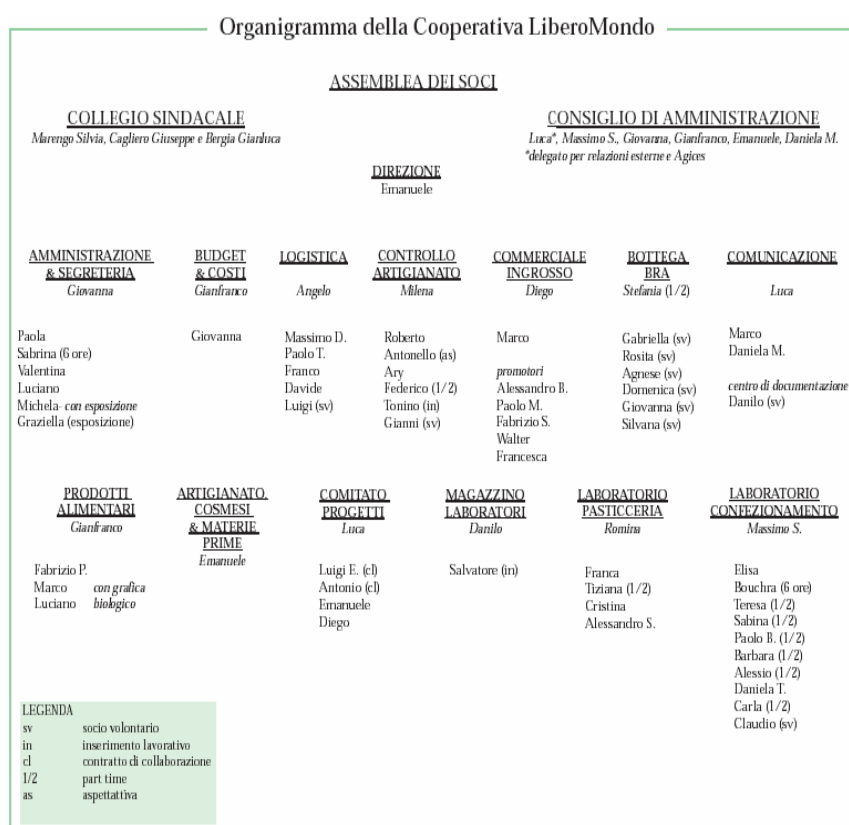 Organigramma della Cooperativa LiberoMondo
ASSEMBLEA DEI SOCI
COLLEGIO SINDACALE
Marengo Silvia, Cagliero Giuseppe e Bergia Gianluca
CONSIGLIO DI AMMINISTRAZIONE
Luca*, Massimo S., Giovanna, Gianfranco, Emanuele, Daniela M.
*delegato per relazioni esterne e Agices
DIREZIONE
Emanuele
AMMINISTRAZIONE
& SEGRETERIA
Giovanna
Paola
Sabrina (6 ore)
Valentina
Luciano
Michela- con esposizione
Graziella (esposizione)
BUDGET
& COSTI
Gianfranco
Giovanna
LOGISTICA
Angelo
Massimo D.
Paolo T.
Franco
Davide
Luigi (sv)
CONTROLLO
ARTIGIANATO
Milena
Roberto
Antonello (as)
Ary
Federico (1/2)
Tonino (in)
Gianni (sv)
COMMERCIALE
INGROSSO
Diego
Marco
promotori
Alessandro B.
Paolo M.
Fabrizio S.
Walter
Francesca
BOTTEGA
BRA
Stefania (1/2)
Gabriella (sv)
Rosita (sv)
Agnese (sv)
Domenica (sv)
Giovanna (sv)
Silvana (sv)
COMUNICAZIONE
Luca
Marco
Daniela M.
centro di documentazione
Danilo (sv)
PRODOTTI
ALIMENTARI
Gianfranco
Fabrizio P.
Marco con grafica
Luciano biologico
ARTIGIANATO,
COSMESI
& MATERIE
PRIME
Emanuele
COMITATO
PROGETTI
Luca
Luigi E. (cl)
Antonio (cl)
Emanuele
Diego
MAGAZZINO
LABORATORI
Danilo
Salvatore (in)
LABORATORIO
PASTICCERIA
Romina
Franca
Tiziana (1/2)
Cristina
Alessandro S.
LABORATORIO
CONFEZIONAMENTO
Massimo S.
Elisa
Bouchra (6 ore)
Teresa (1/2)
Sabina (1/2)
Paolo B. (1/2)
Barbara (1/2)
Alessio (1/2)
Daniela T.
Carla (1/2)
Claudio (sv)
LEGENDA
sv socio volontario
in inserimento lavorativo
cl contratto di collaborazione
1/2 part time
as aspettattiva